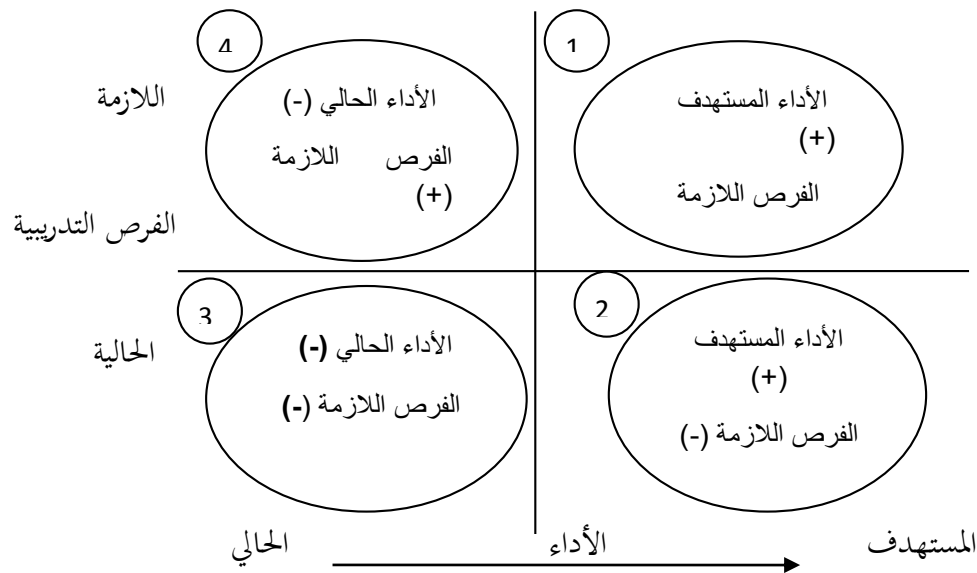 1
الأداء المستهدف
(+)
الفرص اللازمة
4
الأداء الحالي (-)
الفرص اللازمة
(+)
اللازمة
الفرص التدريبية
2
الأداء المستهدف
(+)
الفرص اللازمة (-)
3
الأداء الحالي (-)
الفرص اللازمة (-)
الحالية
المستهدف
الأداء
الحالي